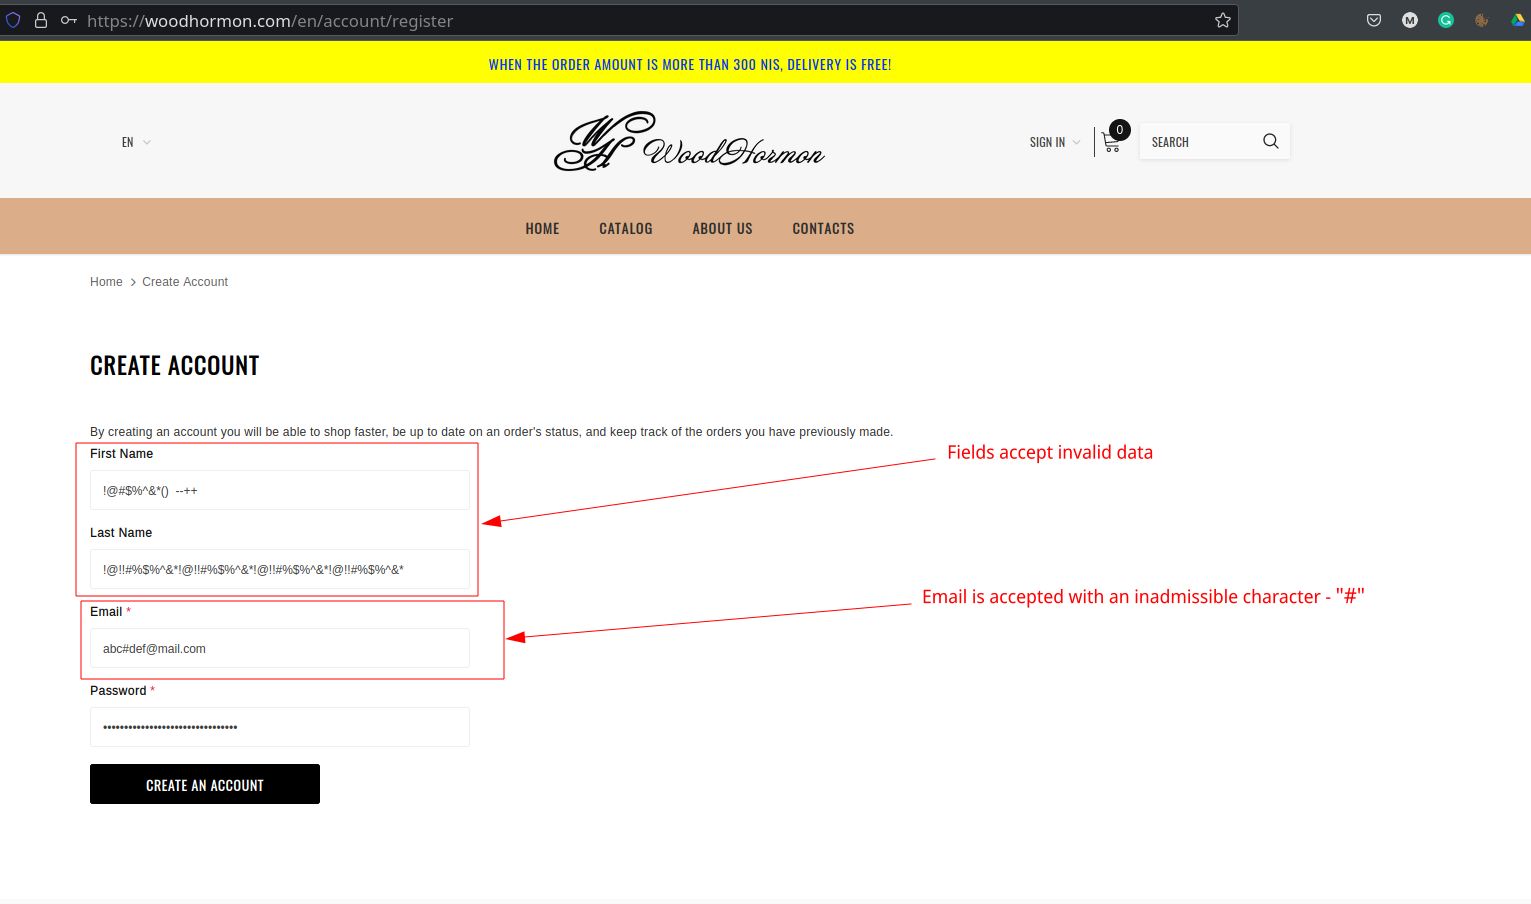 https://woodhormon.com/en/account/register
M
G
WHEN THE ORDER AMOUNT IS MORE THAN 300 NIS, DELIVERY IS FREE!
EN
WH WoodHormon
SIGN IN
0
SEARCH
HOME CATALOG ABOUT US CONTACTS
Home > Create Account
CREATE ACCOUNT
By creating an account you will be able to shop faster, be up to date on an order's status, and keep track of the orders you have previously made.
First Name
Fields accept invalid data
!@#$%^&*() --++
Last Name
!@!!#%$%^&*!@!!#%$%^&*!@!!#%$%^&*!@!!#%$%^&*
Email *
Email is accepted with an inadmissible character - "#"
abc#def@mail.com
Password *
••••••••••••••••••••••••••••••••
CREATE AN ACCOUNT